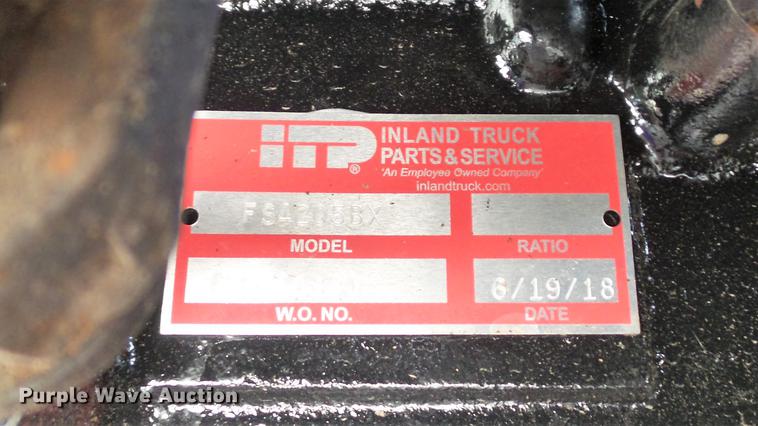 ITP®
INLAND TRUCK
PARTS & SERVICE
'An Employee Owned Company'
inlandtruck.com
MODEL
RATIO
6/19/18
W.O. NO.
DATE
Purple Wave Auction